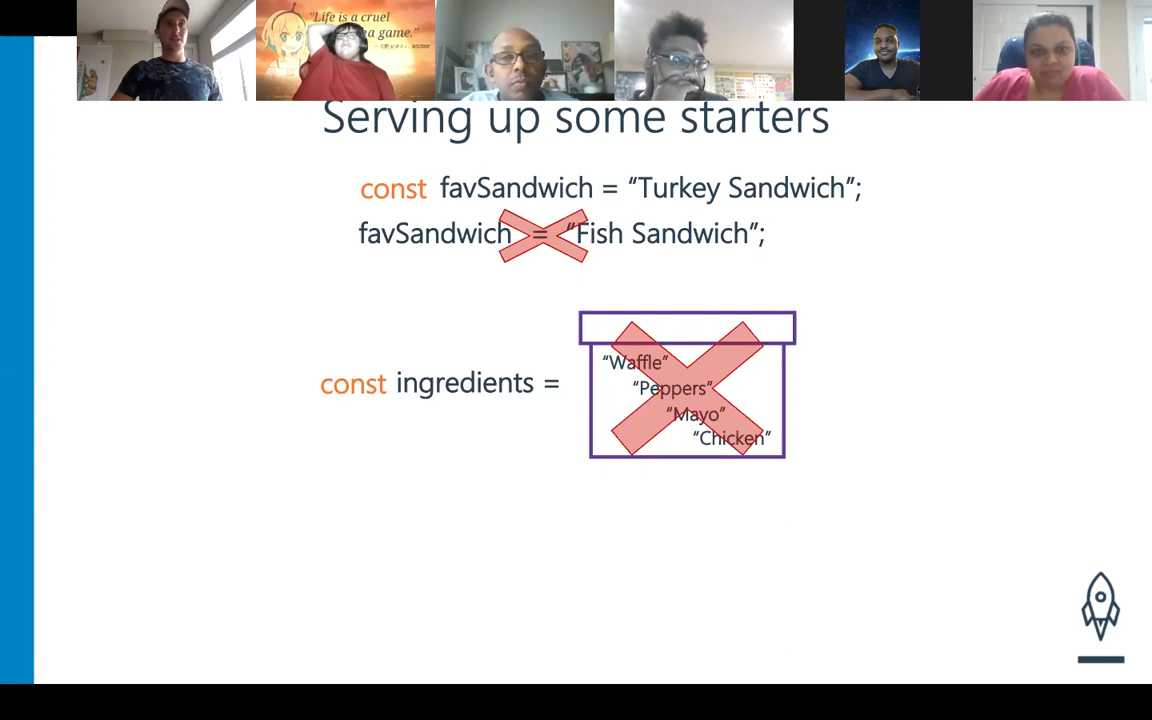 "Life is a cruel
a game."
Serving up some starters
const favSandwich = “Turkey Sandwich”;
favSandwich = “Fish Sandwich”;
const ingredients =
“Waffle”
“Peppers”
“Mayo”
“Chicken”